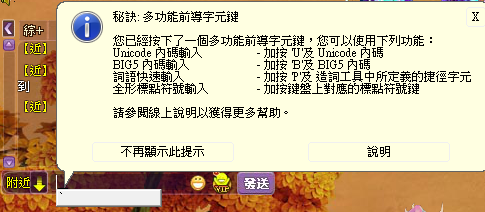 秘訣: 多功能前導字元鍵
X
您已經按下了一個多功能前導字元鍵，您可以使用下列功能：
Unicode 內碼輸入 - 加按 'U'及 Unicode 內碼
BIG5 內碼輸入 - 加按 'B'及 BIG5 內碼
詞語快速輸入 - 加按 'P'及 造詞工具中所定義的捷徑字元
全形標點符號輸入 - 加按鍵盤上對應的標點符號鍵
請參閱線上說明以獲得更多幫助。
不再顯示此提示
說明
綜+
【近】
【近】
到
【近】
附近
VIP
發送